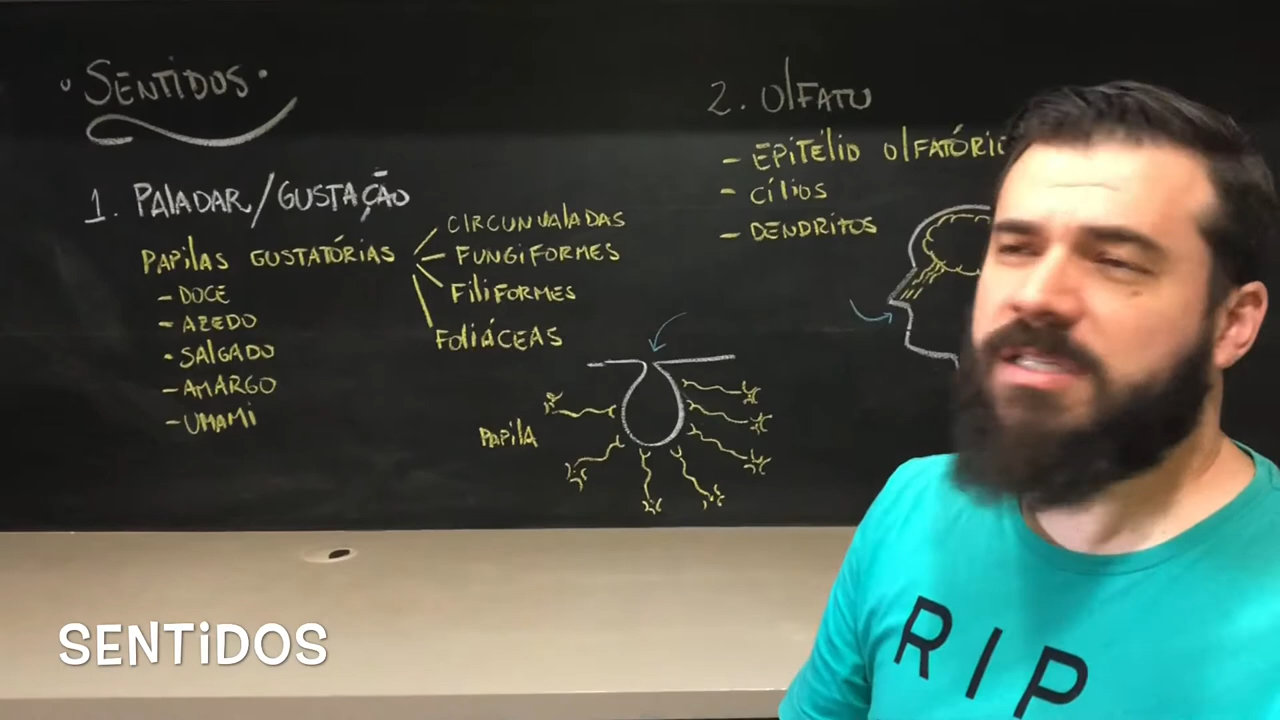 · SENTIDOS ·
1. PALADAR/GUSTAÇÃO
PAPILAS GUSTATÓRIAS
- DOCE
- AZEDO
- SALGADO
- AMARGO
- UMAMI
CIRCUNVALADAS
FUNGIFORMES
FILIFORMES
FOLIÁCEAS
PAPILA
2. OLFATO
- EPITÉLIO OLFATÓRIO
- CÍLIOS
- DENDRITOS
SENTIDOS
RIP